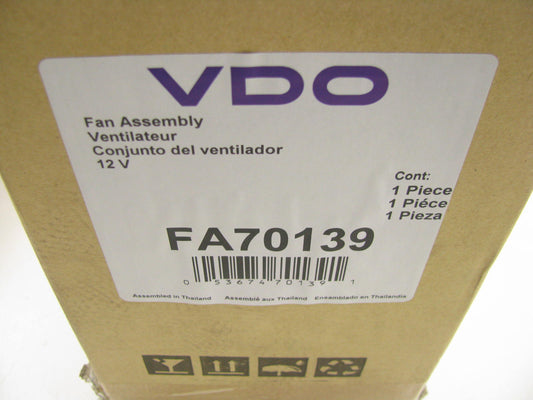 VDO
Fan Assembly
Ventilateur
Conjunto del ventilador
12 V
Cont:
1 Piece
1 Piéce
1 Pieza
FA70139
0 53674 70139 1
Assembled in Thailand Assemblé aux Thailand Ensamblado en Thailandia